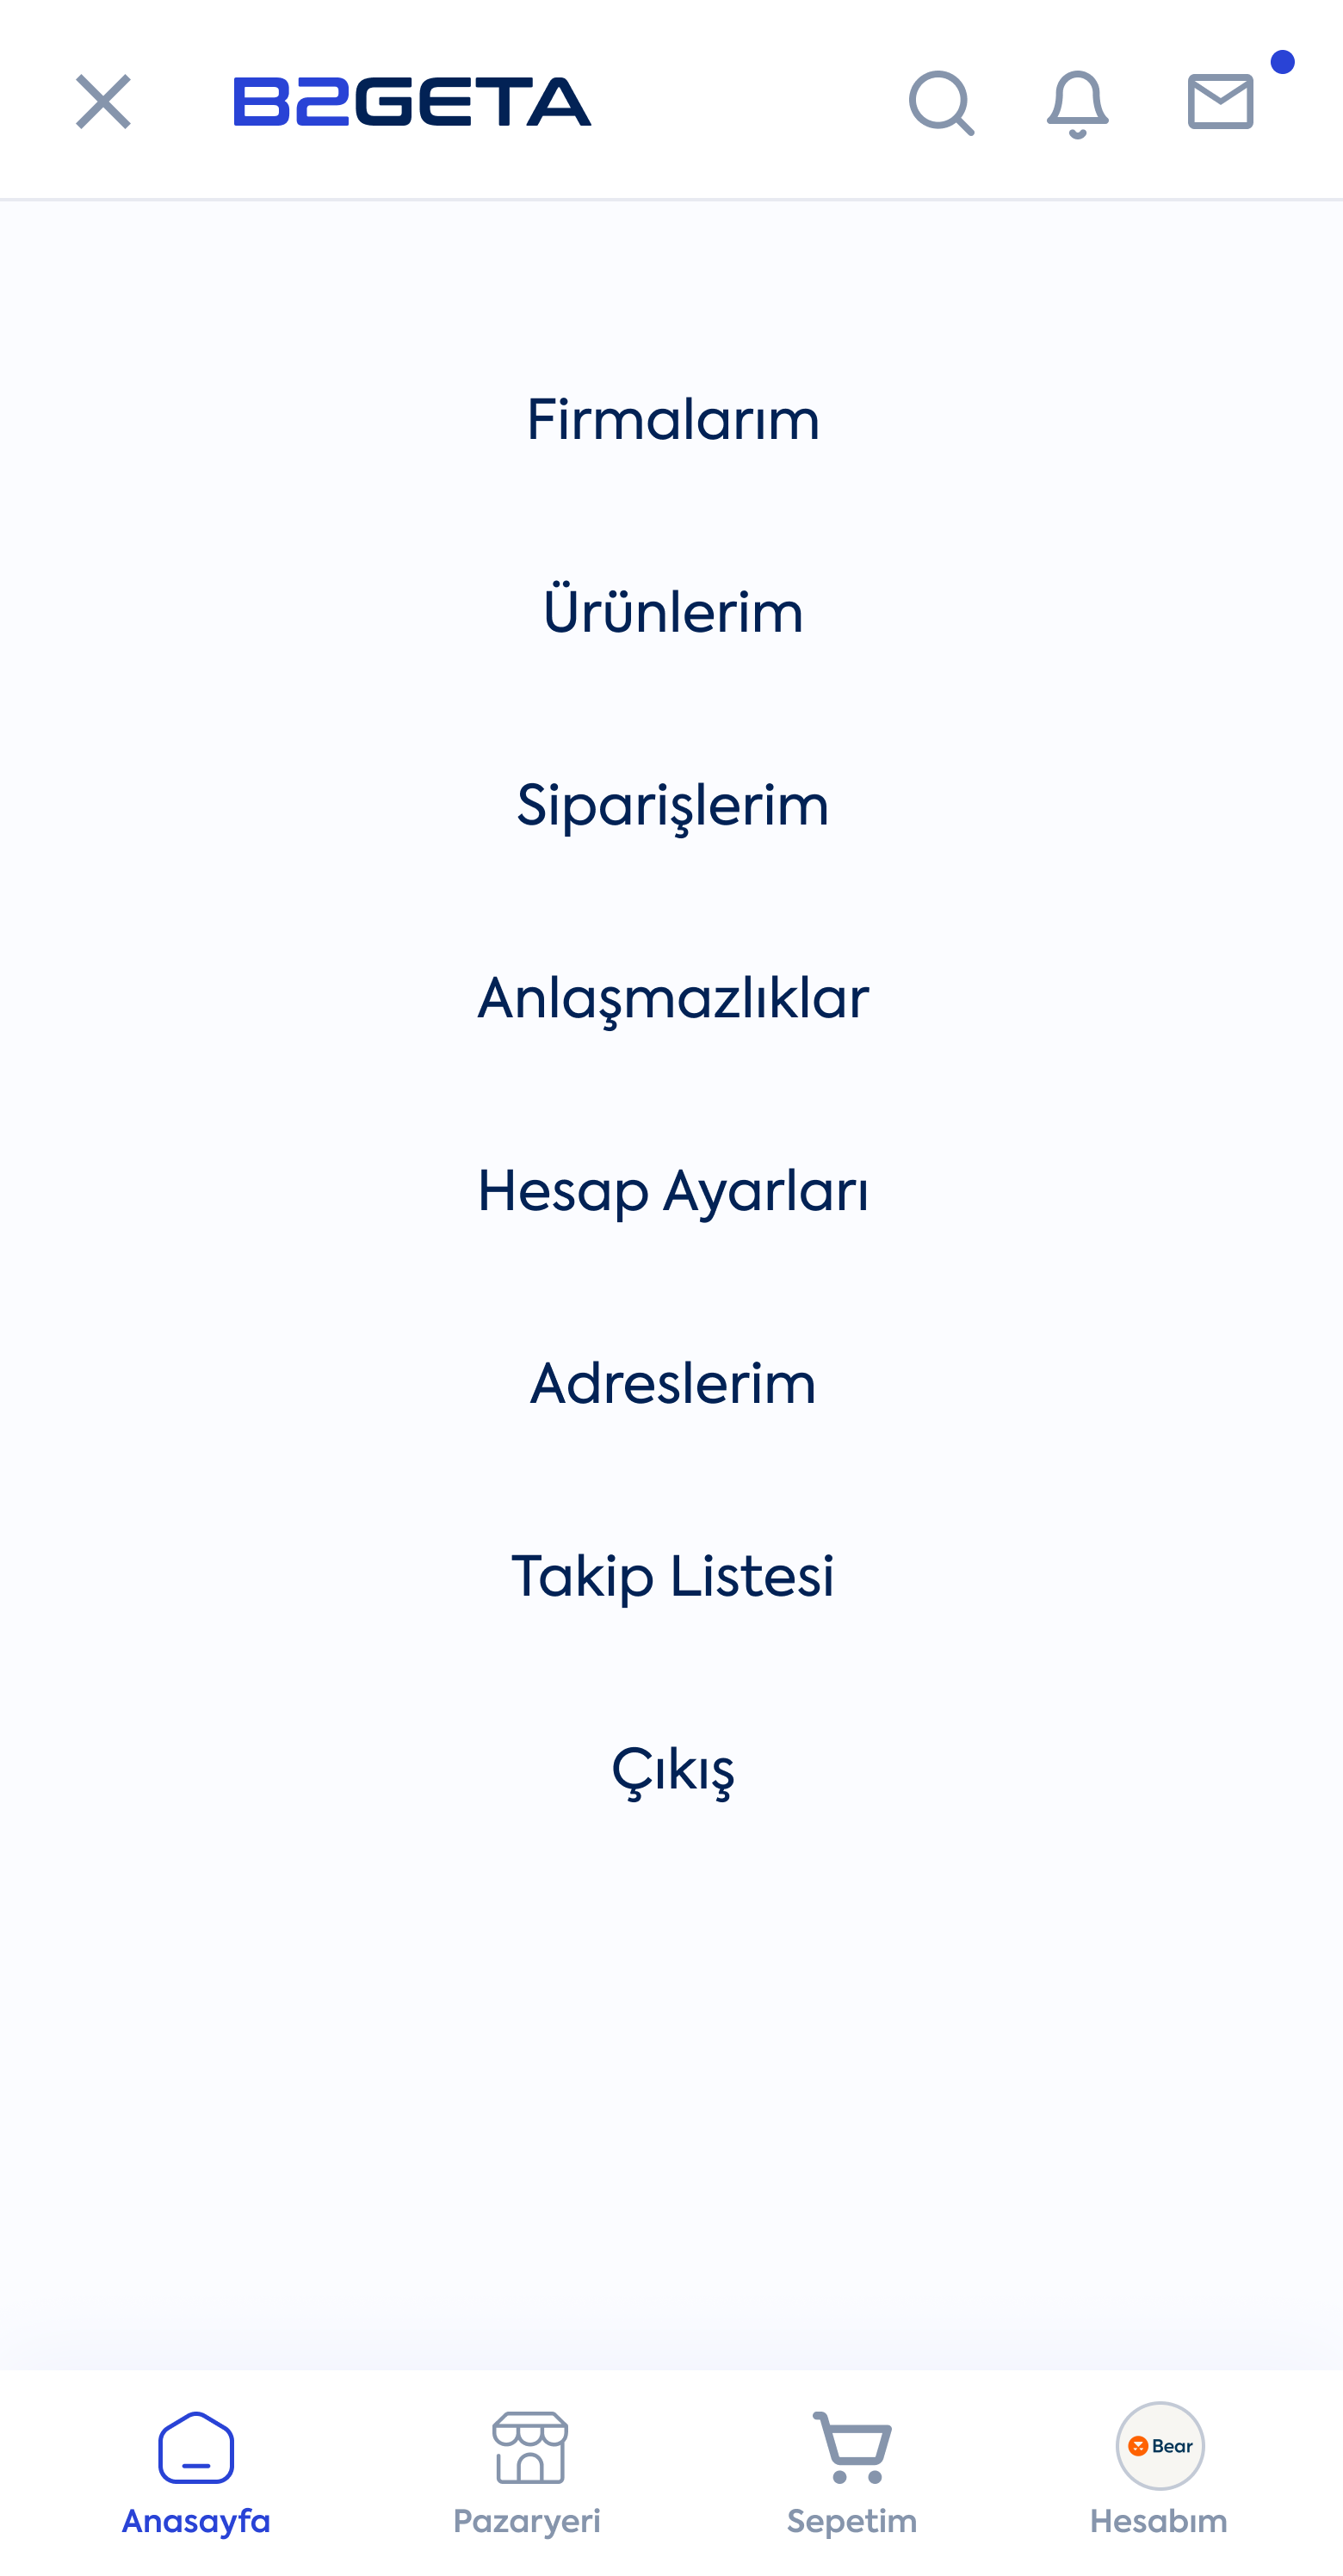 B2GETA
Firmalarım
Ürünlerim
Siparişlerim
Anlaşmazlıklar
Hesap Ayarları
Adreslerim
Takip Listesi
Çıkış
Bear
Anasayfa
Pazaryeri
Sepetim
Hesabım